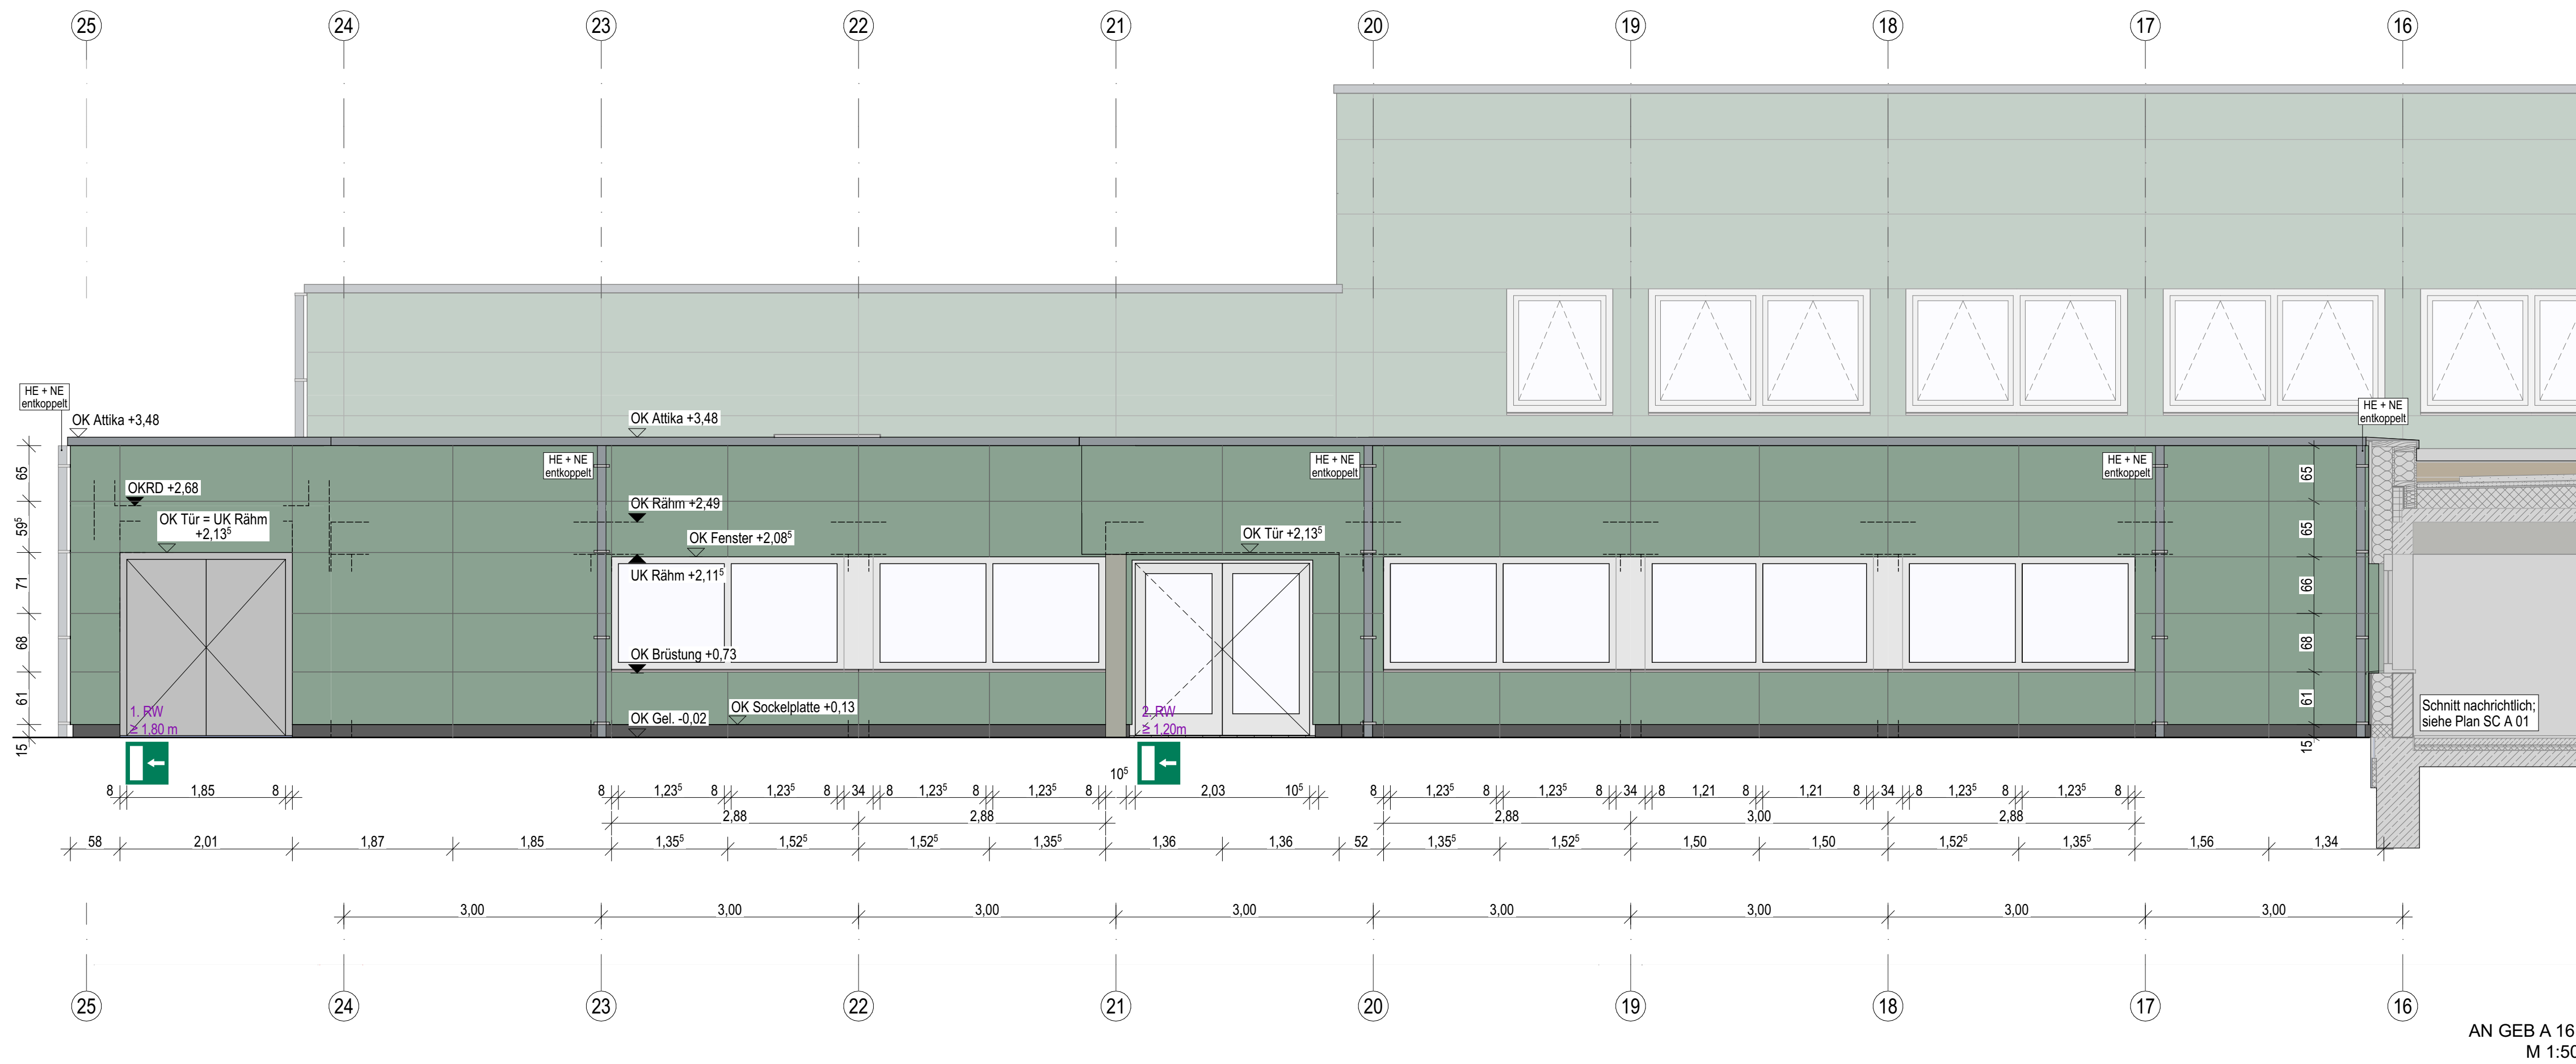 25 24 23 22 21 20 19 18 17 16
HE + NE
entkoppelt
OK Attika +3,48
OK Attika +3,48
HE + NE
entkoppelt
HE + NE
entkoppelt
HE + NE
entkoppelt
HE + NE
entkoppelt
65
59⁵
71
68
61
15
OKRD +2,68
OK Tür = UK Rähm
+2,13⁵
OK Rähm +2,49
OK Fenster +2,08⁵
OK Tür +2,13⁵
UK Rähm +2,11⁵
OK Brüstung +0,73
OK Sockelplatte +0,13
OK Gel. -0,02
1. RW
≥ 1.80 m
2. RW
≥ 1.20m
65
65
66
68
61
15
Schnitt nachrichtlich;
siehe Plan SC A 01
10⁵
8 1,85 8 8 1,23⁵ 8 1,23⁵ 8 34 8 1,23⁵ 8 1,23⁵ 8 2,03 10⁵ 8 1,23⁵ 8 1,23⁵ 8 34 8 1,21 8 1,21 8 34 8 1,23⁵ 8 1,23⁵ 8
2,88 2,88 2,88 3,00 2,88
58 2,01 1,87 1,85 1,35⁵ 1,52⁵ 1,52⁵ 1,35⁵ 1,36 1,36 52 1,35⁵ 1,52⁵ 1,50 1,50 1,52⁵ 1,35⁵ 1,56 1,34
3,00 3,00 3,00 3,00 3,00 3,00 3,00 3,00
25 24 23 22 21 20 19 18 17 16
AN GEB A 16
M 1:50